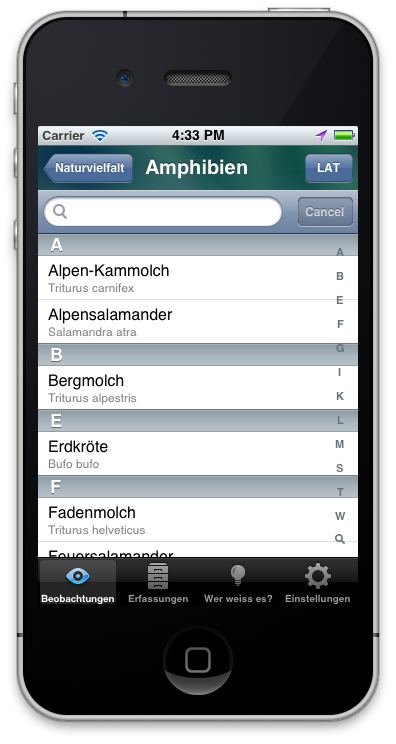 Carrier 4:33 PM
Naturvielfalt Amphibien LAT
Cancel
A
Alpen-Kammolch
Triturus carnifex
Alpensalamander
Salamandra atra
B
Bergmolch
Triturus alpestris
E
Erdkröte
Bufo bufo
F
Fadenmolch
Triturus helveticus
Feuersalamander
A
B
E
F
G
I
K
L
M
S
T
W
Beobachtungen Erfassungen Wer weiss es? Einstellungen